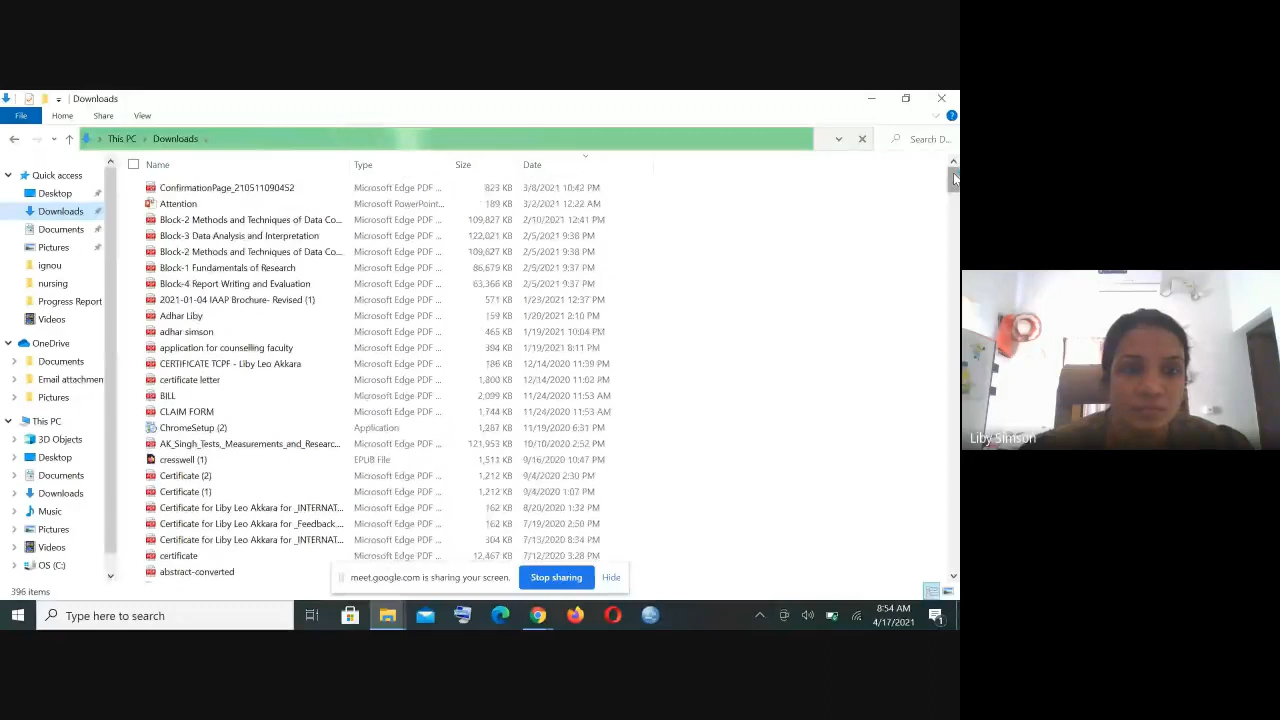 Downloads
File Home Share View
This PC Downloads Search D...
Name Type Size Date
Quick access
Desktop
Downloads
Documents
Pictures
ignou
nursing
Progress Report
Videos
OneDrive
Documents
Email attachmen
Pictures
This PC
3D Objects
Desktop
Documents
Downloads
Music
Pictures
Videos
OS (C:)
ConfirmationPage_210511090452 Microsoft Edge PDF ... 823 KB 3/8/2021 10:42 PM
Attention Microsoft PowerPoint... 189 KB 3/2/2021 12:22 AM
Block-2 Methods and Techniques of Data Co... Microsoft Edge PDF ... 109,827 KB 2/10/2021 12:41 PM
Block-3 Data Analysis and Interpretation Microsoft Edge PDF ... 122,021 KB 2/5/2021 9:38 PM
Block-2 Methods and Techniques of Data Co... Microsoft Edge PDF ... 109,827 KB 2/5/2021 9:38 PM
Block-1 Fundamentals of Research Microsoft Edge PDF ... 86,679 KB 2/5/2021 9:37 PM
Block-4 Report Writing and Evaluation Microsoft Edge PDF ... 63,366 KB 2/5/2021 9:37 PM
2021-01-04 IAAP Brochure- Revised (1) Microsoft Edge PDF ... 571 KB 1/23/2021 12:37 PM
Adhar Liby Microsoft Edge PDF ... 159 KB 1/20/2021 2:10 PM
adhar simson Microsoft Edge PDF ... 465 KB 1/19/2021 10:04 PM
application for counselling faculty Microsoft Edge PDF ... 394 KB 1/19/2021 8:11 PM
CERTIFICATE TCPF - Liby Leo Akkara Microsoft Edge PDF ... 186 KB 12/14/2020 11:59 PM
certificate letter Microsoft Edge PDF ... 1,800 KB 12/14/2020 11:02 PM
BILL Microsoft Edge PDF ... 2,099 KB 11/24/2020 11:53 AM
CLAIM FORM Microsoft Edge PDF ... 1,744 KB 11/24/2020 11:53 AM
ChromeSetup (2) Application 1,287 KB 11/19/2020 6:31 PM
AK_Singh_Tests,_Measurements_and_Researc... Microsoft Edge PDF ... 121,953 KB 10/10/2020 2:52 PM
cresswell (1) EPUB File 1,511 KB 9/16/2020 10:47 PM
Certificate (2) Microsoft Edge PDF ... 1,212 KB 9/4/2020 2:30 PM
Certificate (1) Microsoft Edge PDF ... 1,212 KB 9/4/2020 1:07 PM
Certificate for Liby Leo Akkara for _INTERNAT... Microsoft Edge PDF ... 162 KB 8/20/2020 1:32 PM
Certificate for Liby Leo Akkara for _Feedback... Microsoft Edge PDF ... 162 KB 7/19/2020 2:50 PM
Certificate for Liby Leo Akkara for _INTERNAT... Microsoft Edge PDF ... 304 KB 7/13/2020 8:34 PM
certificate Microsoft Edge PDF ... 12,467 KB 7/12/2020 3:28 PM
abstract-converted
meet.google.com is sharing your screen. Stop sharing Hide
396 items
Type here to search
8:54 AM
4/17/2021
1
Liby Simson